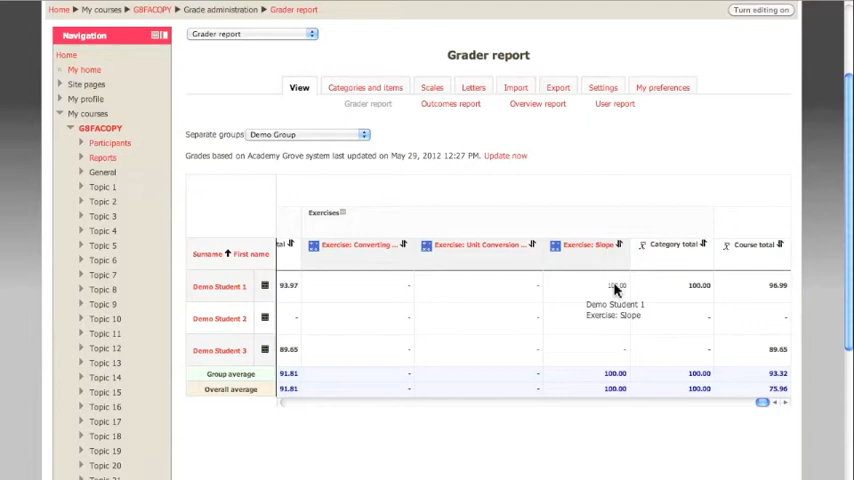 Home ▶ My courses ▶ G8FACOPY ▶ Grade administration ▶ Grader report
Turn editing on
Navigation
Home
My home
Site pages
My profile
My courses
G8FACOPY
Participants
Reports
General
Topic 1
Topic 2
Topic 3
Topic 4
Topic 5
Topic 6
Topic 7
Topic 8
Topic 9
Topic 10
Topic 11
Topic 12
Topic 13
Topic 14
Topic 15
Topic 16
Topic 17
Topic 18
Topic 19
Topic 20
Grader report
Grader report
View Categories and items Scales Letters Import Export Settings My preferences
Grader report Outcomes report Overview report User report
Separate groups Demo Group
Grades based on Academy Grove system last updated on May 29, 2012 12:27 PM. Update now
Exercises
Surname First name tal Exercise: Converting ... Exercise: Unit Conversion ... Exercise: Slope Category total Course total
Demo Student 1 93.97 - - 100.00 100.00 96.99
Demo Student 1
Exercise: Slope
Demo Student 2 - - - - -
Demo Student 3 89.65 - - - - 89.65
Group average 91.81 - - 100.00 100.00 93.32
Overall average 91.81 - - 100.00 100.00 75.96